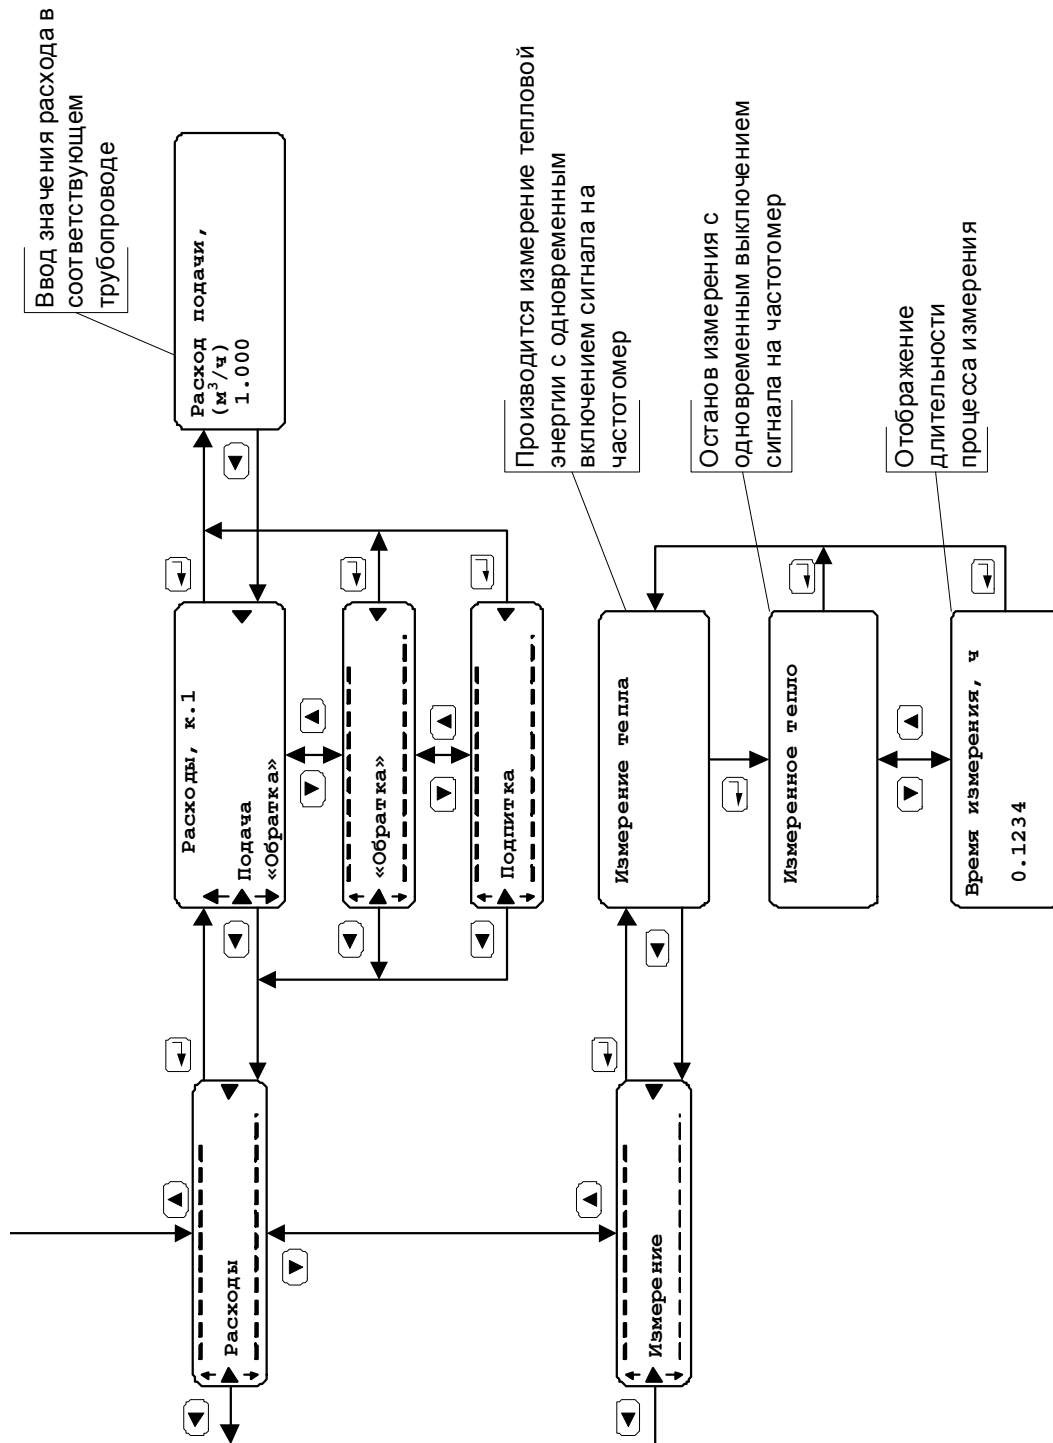 Ввод значения расхода в
соответствующем
трубопроводе
Расход подачи,
(м³/ч)
1.000
Расходы, к.1
Подача
«Обратка»
«Обратка»
Подпитка
Расходы
Производится измерение тепловой
энергии с одновременным
включением сигнала на
частотомер
Останов измерения с
одновременным выключением
сигнала на частотомер
Отображение
длительности
процесса измерения
Измерение тепла
Измеренное тепло
Время измерения, ч
0.1234
Измерение